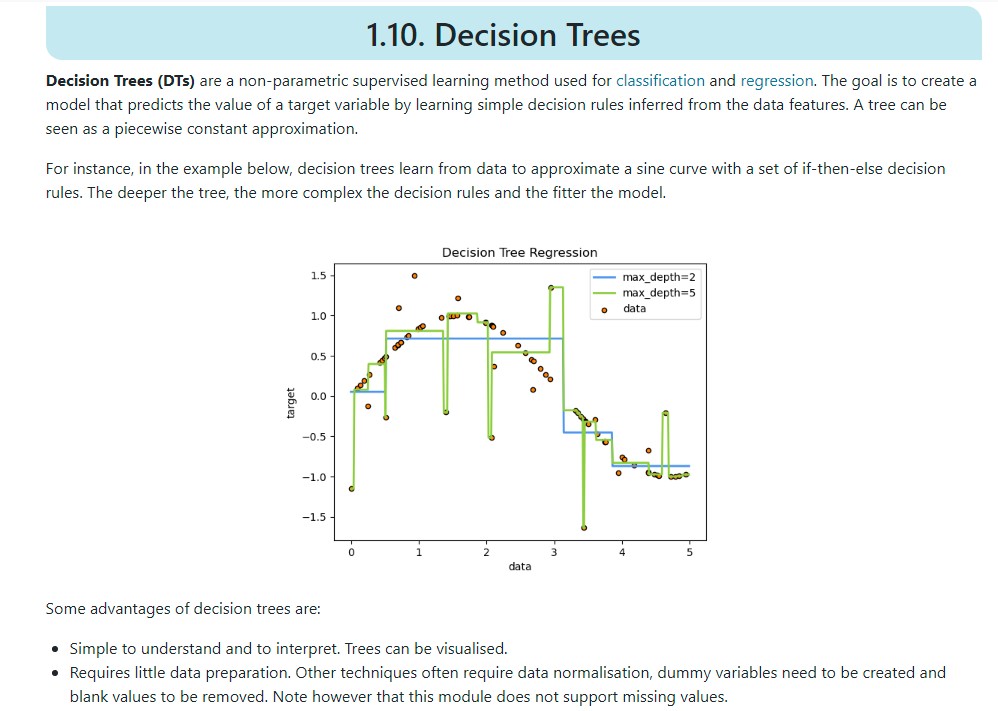 1.10. Decision Trees
Decision Trees (DTs) are a non-parametric supervised learning method used for classification and regression. The goal is to create a
model that predicts the value of a target variable by learning simple decision rules inferred from the data features. A tree can be
seen as a piecewise constant approximation.
For instance, in the example below, decision trees learn from data to approximate a sine curve with a set of if-then-else decision
rules. The deeper the tree, the more complex the decision rules and the fitter the model.
Decision Tree Regression
max_depth=2
max_depth=5
data
1.5
1.0
0.5
0.0
−0.5
−1.0
−1.5
target
0 1 2 3 4 5
data
Some advantages of decision trees are:
• Simple to understand and to interpret. Trees can be visualised.
• Requires little data preparation. Other techniques often require data normalisation, dummy variables need to be created and
blank values to be removed. Note however that this module does not support missing values.